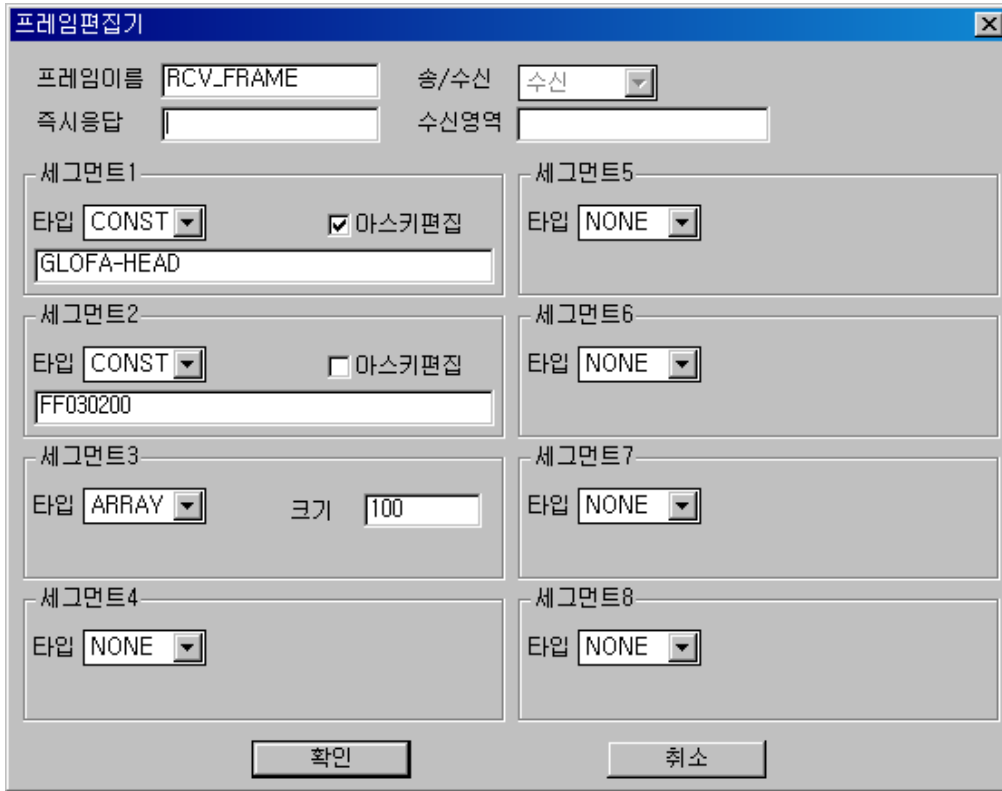 프레임편집기
프레임이름 RCV_FRAME 송/수신 수신
즉시응답 수신영역
세그먼트1
타입 CONST 아스키편집
GLOFA-HEAD
세그먼트2
타입 CONST 아스키편집
FF030200
세그먼트3
타입 ARRAY 크기 100
세그먼트4
타입 NONE
세그먼트5
타입 NONE
세그먼트6
타입 NONE
세그먼트7
타입 NONE
세그먼트8
타입 NONE
확인 취소